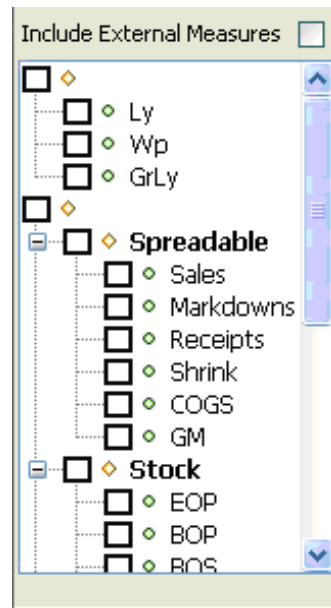 Include External Measures
Ly
Wp
GrLy
Spreadable
Sales
Markdowns
Receipts
Shrink
COGS
GM
Stock
EOP
BOP
BOS